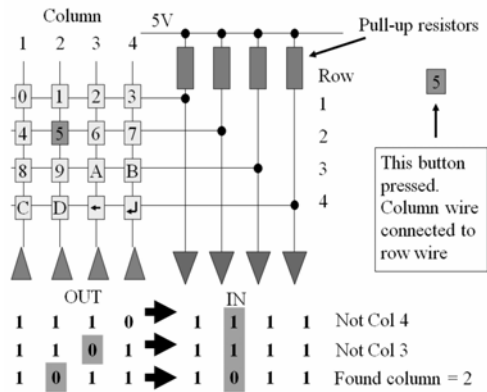 Column
5V
Pull-up resistors
1 2 3 4
Row
0 1 2 3
1
5
4 5 6 7
2
8 9 A B
3
This button
pressed.
Column wire
connected to
row wire
C D ← ↲
4
OUT IN
1 1 1 0 1 1 1 1 Not Col 4
1 1 0 1 1 1 1 1 Not Col 3
1 0 1 1 1 0 1 1 Found column = 2